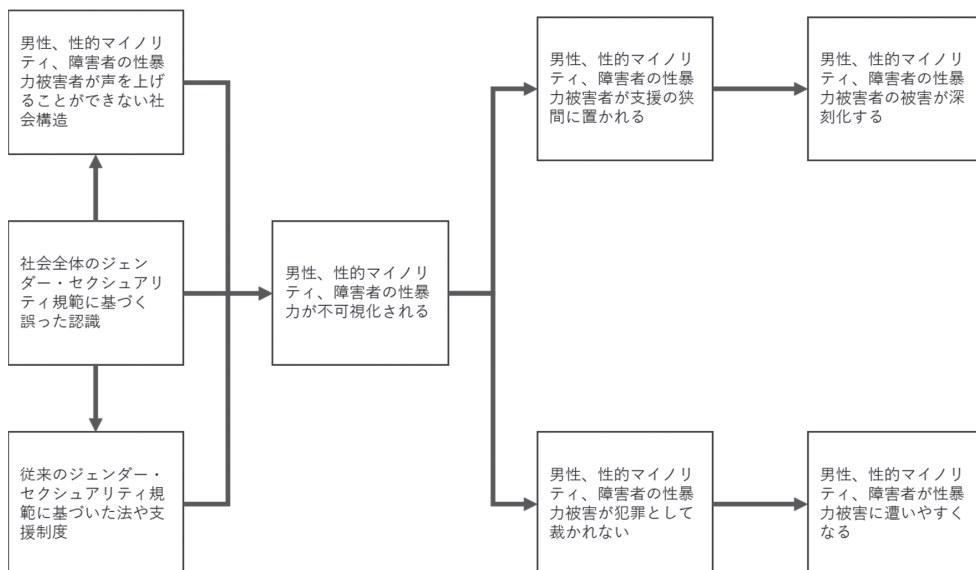 男性、性的マイノリ
ティ、障害者の性暴
力被害者が声を上げ
ることができない社
会構造
社会全体のジェン
ダー・セクシュアリ
ティ規範に基づく
誤った認識
従来のジェンダー・
セクシュアリティ規
範に基づいた法や支
援制度
男性、性的マイノリ
ティ、障害者の性暴
力が不可視化される
男性、性的マイノリ
ティ、障害者の性暴
力被害者が支援の狭
間に置かれる
男性、性的マイノリ
ティ、障害者の性暴
力被害者の被害が深
刻化する
男性、性的マイノリ
ティ、障害者の性暴
力被害が犯罪として
裁かれない
男性、性的マイノリ
ティ、障害者が性暴
力被害に遭いやすく
なる